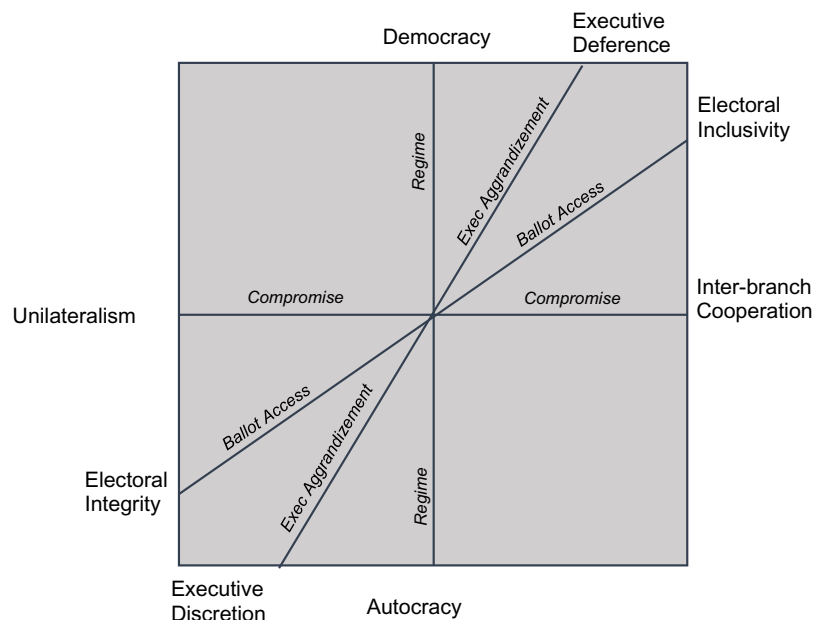 Democracy
Executive
Deference
Electoral
Inclusivity
Regime
Exec Aggrandizement
Ballot Access
Unilateralism
Compromise
Compromise
Inter-branch
Cooperation
Ballot Access
Exec Aggrandizement
Regime
Electoral
Integrity
Executive
Discretion
Autocracy